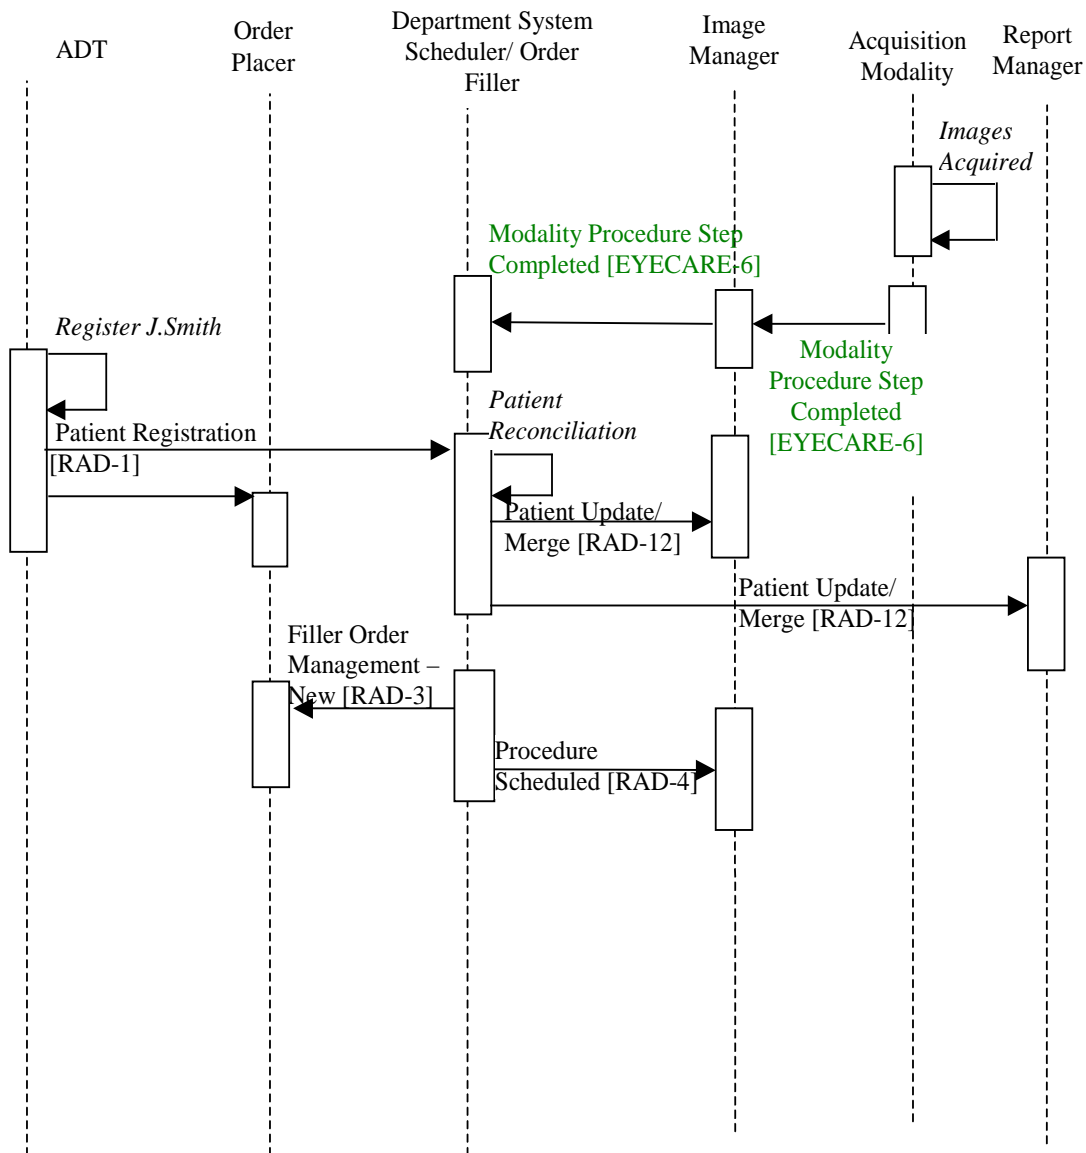 ADT
Order
Placer
Department System
Scheduler/ Order
Filler
Image
Manager
Acquisition
Modality
Report
Manager
Images
Acquired
Modality Procedure Step
Completed [EYECARE-6]
Register J.Smith
Modality
Procedure Step
Completed
[EYECARE-6]
Patient
Reconciliation
Patient Registration
[RAD-1]
Patient Update/
Merge [RAD-12]
Patient Update/
Merge [RAD-12]
Filler Order
Management –
New [RAD-3]
Procedure
Scheduled [RAD-4]